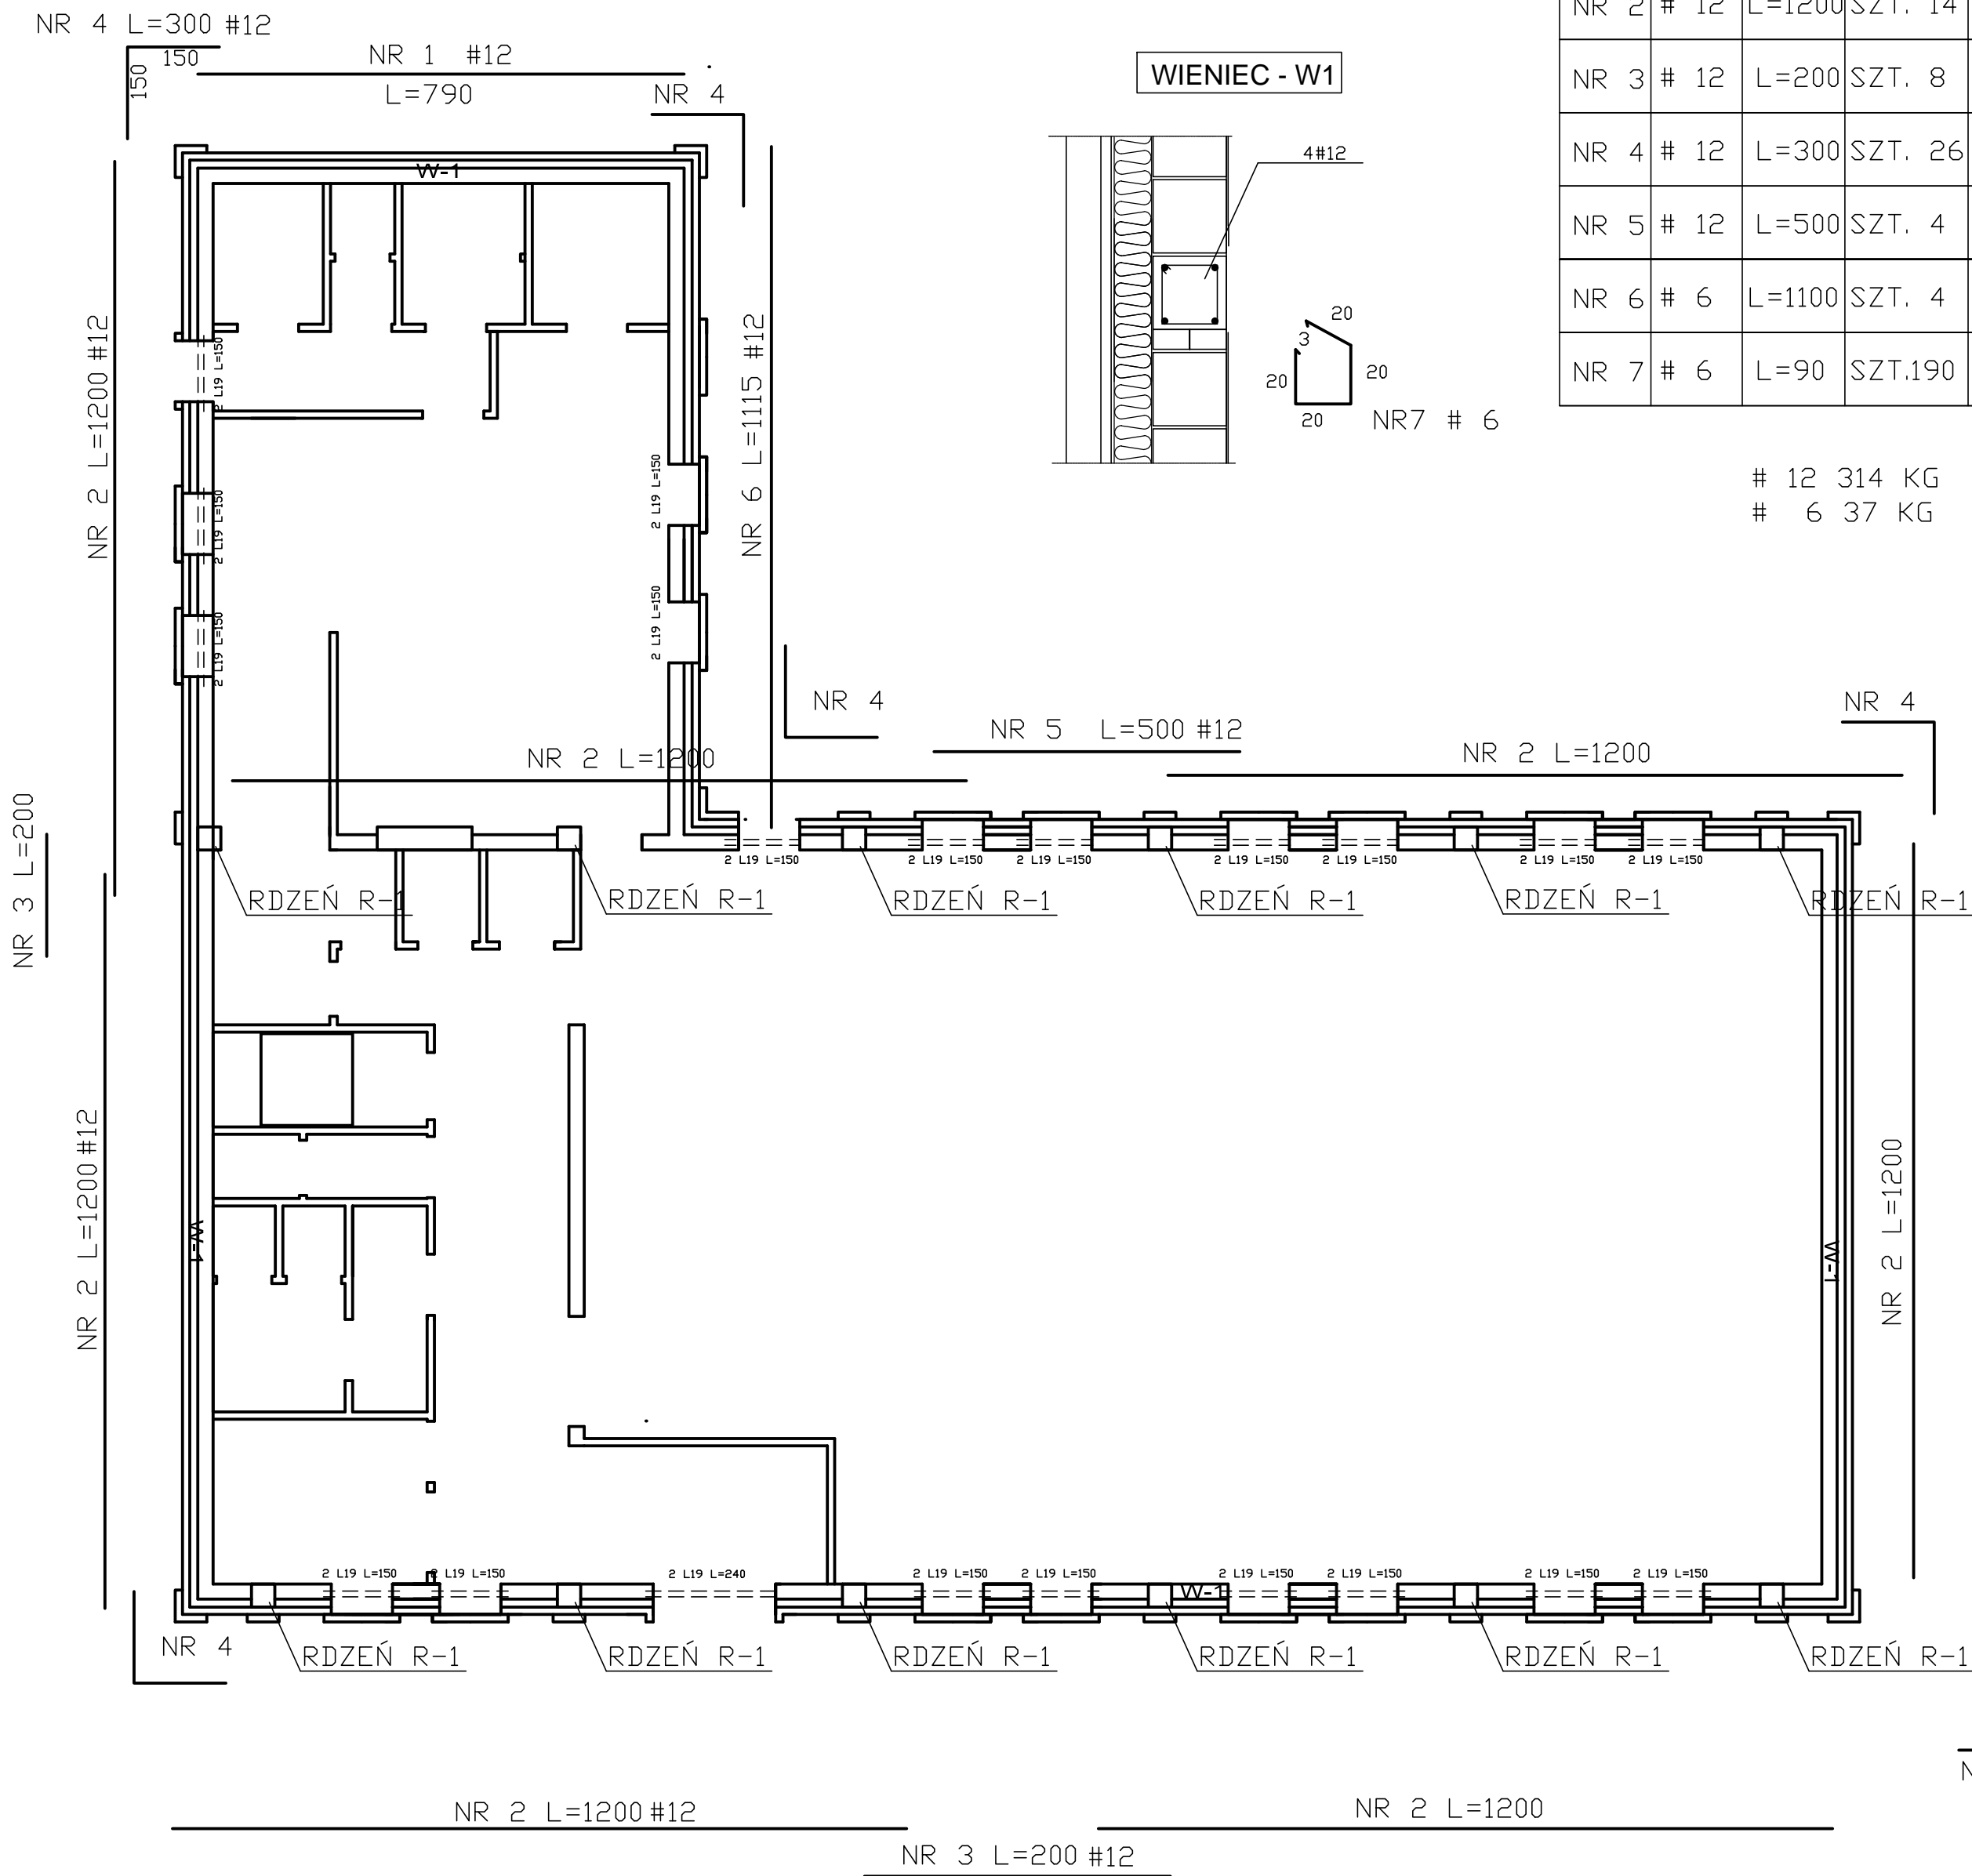 NR 4 L=300 #12
150
150
NR 1 #12
L=790
NR 4
WIENIEC - W1
4#12
20
3
20
20
20
NR7 # 6
NR 2 # 12 L=1200 SZT. 14
NR 3 # 12 L=200 SZT. 8
NR 4 # 12 L=300 SZT. 26
NR 5 # 12 L=500 SZT. 4
NR 6 # 6 L=1100 SZT. 4
NR 7 # 6 L=90 SZT.190
# 12 314 KG
# 6 37 KG
W-1
NR 2 L=1200 #12
2 L19 L=150
2 L19 L=150
2 L19 L=150
2 L19 L=150
2 L19 L=150
NR 6 L=1115 #12
NR 4
NR 5 L=500 #12
NR 4
NR 2 L=1200
NR 2 L=1200
NR 3 L=200
2 L19 L=150
2 L19 L=150
2 L19 L=150
2 L19 L=150
2 L19 L=150
2 L19 L=150
2 L19 L=150
RDZEŃ R-1
RDZEŃ R-1
RDZEŃ R-1
RDZEŃ R-1
RDZEŃ R-1
RDZEŃ R-1
NR 2 L=1200 #12
W-1
W-1
NR 2 L=1200
2 L19 L=150
2 L19 L=150
2 L19 L=240
2 L19 L=150
2 L19 L=150
W-1
2 L19 L=150
2 L19 L=150
2 L19 L=150
2 L19 L=150
NR 4
RDZEŃ R-1
RDZEŃ R-1
RDZEŃ R-1
RDZEŃ R-1
RDZEŃ R-1
RDZEŃ R-1
NR 2 L=1200 #12
NR 2 L=1200
NR 3 L=200 #12